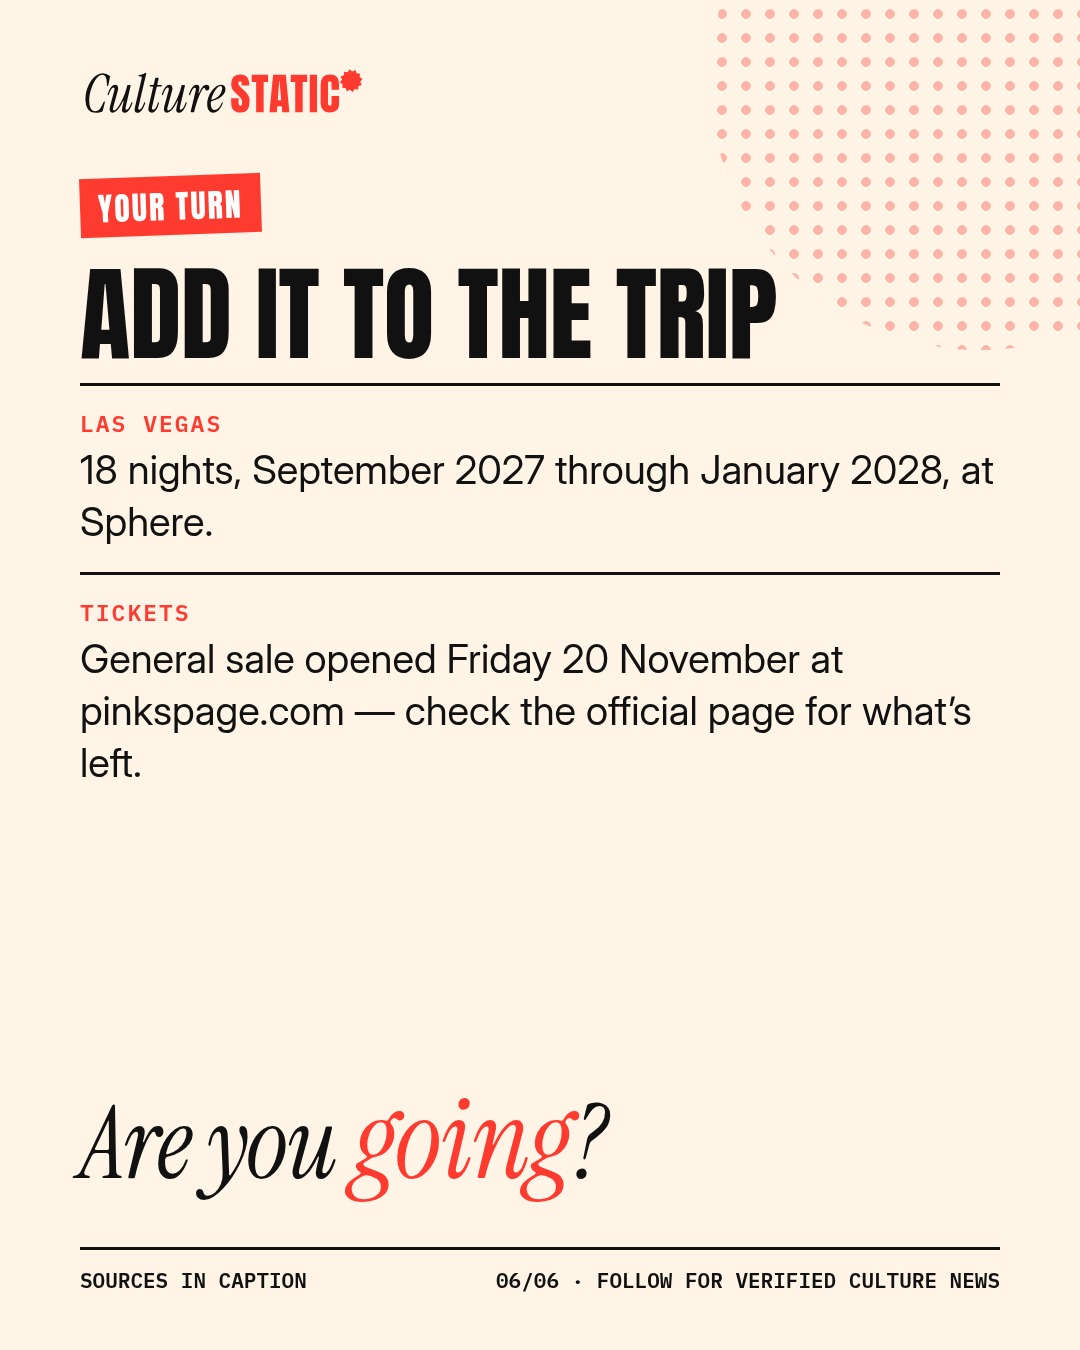 Culture STATIC
YOUR TURN
ADD IT TO THE TRIP
LAS VEGAS
18 nights, September 2027 through January 2028, at
Sphere.
TICKETS
General sale opened Friday 20 November at
pinkspage.com — check the official page for what’s
left.
Are you going?
SOURCES IN CAPTION
06/06 · FOLLOW FOR VERIFIED CULTURE NEWS